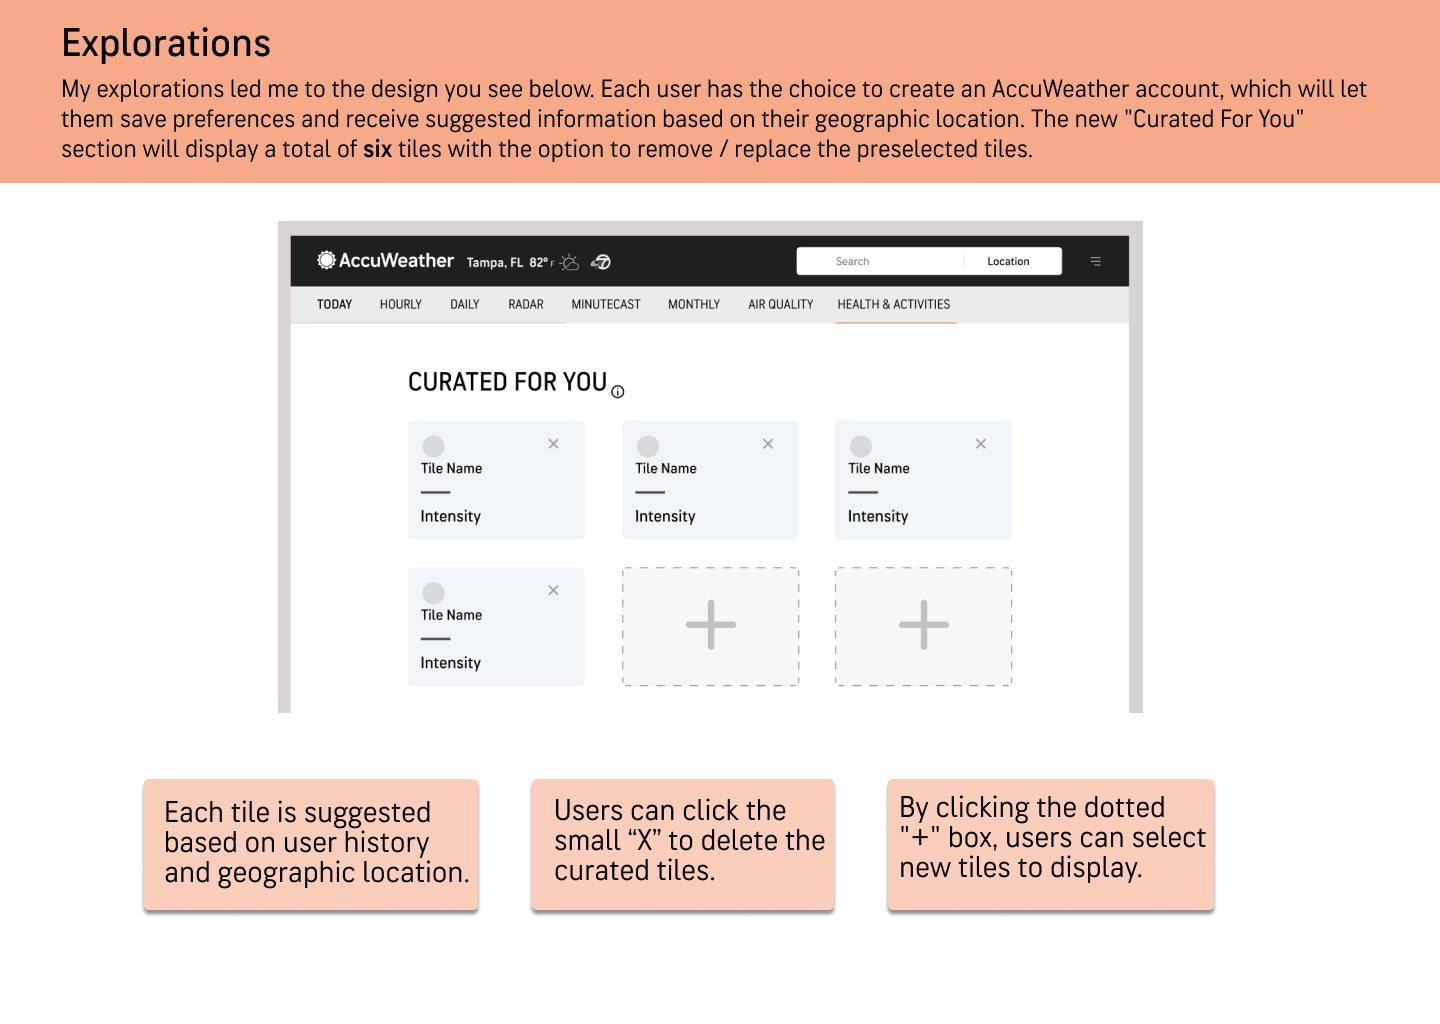 Explorations
My explorations led me to the design you see below. Each user has the choice to create an AccuWeather account, which will let
them save preferences and receive suggested information based on their geographic location. The new "Curated For You"
section will display a total of six tiles with the option to remove / replace the preselected tiles.
AccuWeather Tampa, FL 82° F 7 Search Location
TODAY HOURLY DAILY RADAR MINUTECAST MONTHLY AIR QUALITY HEALTH & ACTIVITIES
CURATED FOR YOU
Tile Name Tile Name Tile Name
Intensity Intensity Intensity
Tile Name
Intensity
Each tile is suggested
based on user history
and geographic location.
Users can click the
small “X” to delete the
curated tiles.
By clicking the dotted
"+" box, users can select
new tiles to display.